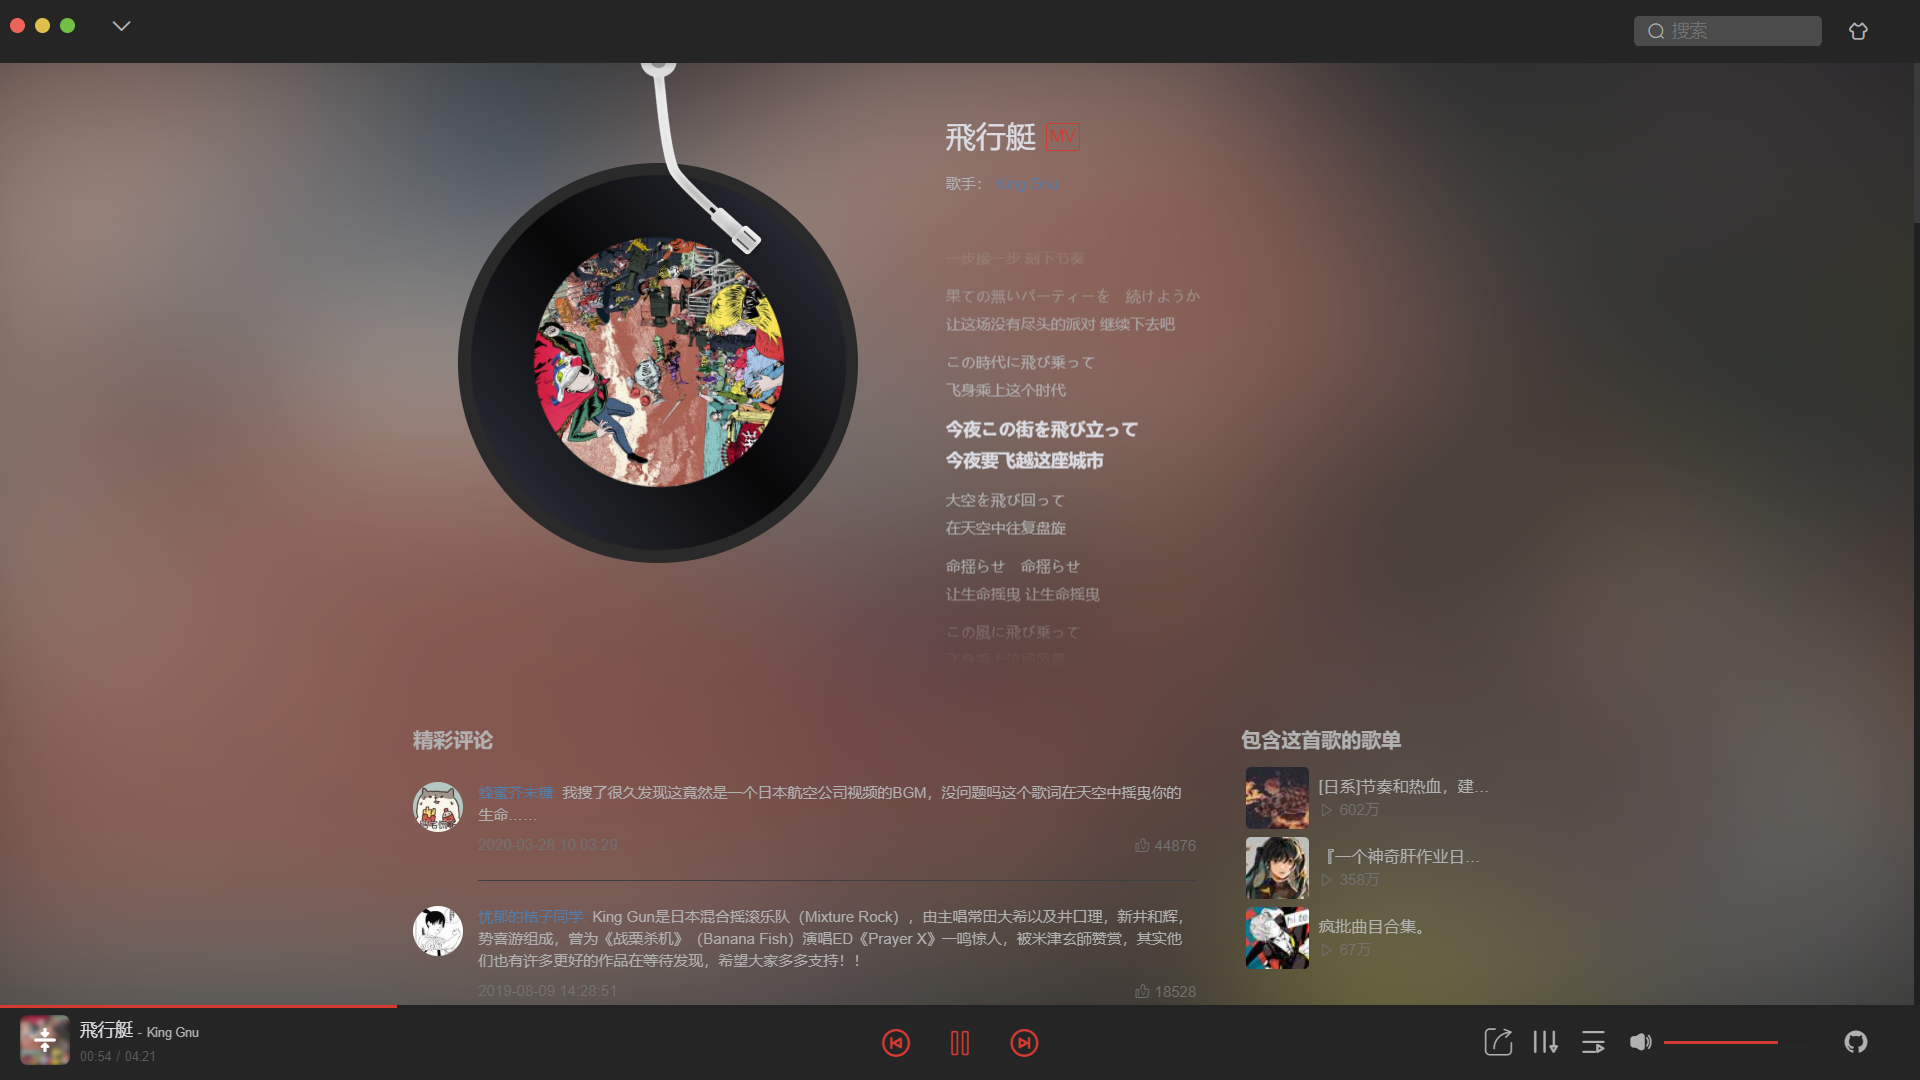 搜索
飛行艇 MV
歌手： King Gnu
一步接一步 刻下节奏
果ての無いパーティーを　続けようか
让这场没有尽头的派对 继续下去吧
この時代に飛び乗って
飞身乘上这个时代
今夜この街を飛び立って
今夜要飞越这座城市
大空を飛び回って
在天空中往复盘旋
命揺らせ　命揺らせ
让生命摇曳 让生命摇曳
この風に飛び乗って
精彩评论
蜂蜜芥末糖: 我搜了很久发现这竟然是一个日本航空公司视频的BGM，没问题吗这个歌词在天空中摇曳你的
生命……
2020-03-28 10:03:29
44876
忧郁的桔子同学: King Gun是日本混合摇滚乐队（Mixture Rock），由主唱常田大希以及井口理，新井和辉，
势喜游组成，曾为《战栗杀机》（Banana Fish）演唱ED《Prayer X》一鸣惊人，被米津玄師赞赏，其实他
们也有许多更好的作品在等待发现，希望大家多多支持！！
2019-08-09 14:28:51
18528
包含这首歌的歌单
[日系]节奏和热血，建...
602万
『一个神奇肝作业日...
358万
疯批曲目合集。
67万
飛行艇 - King Gnu
00:54 / 04:21